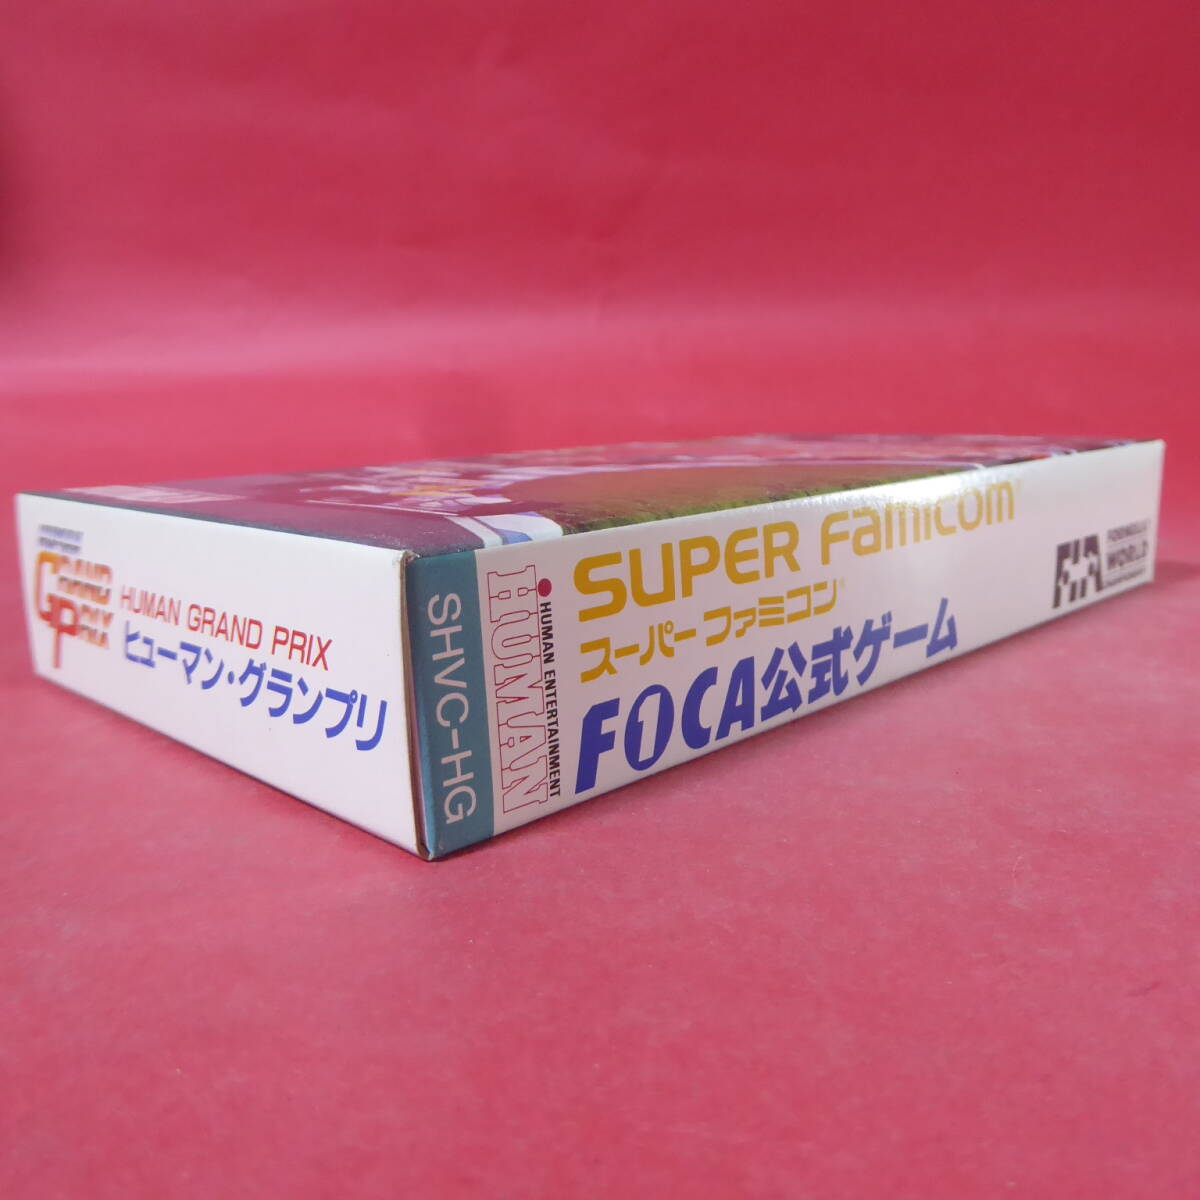 GRAND
PRIX
HUMAN GRAND PRIX
ヒューマン・グランプリ
SHVC-HG
HUMAN
HUMAN ENTERTAINMENT
SUPER Famicom
スーパーファミコン®
F1CA公式ゲーム
FIA
FORMULA 1
WORLD